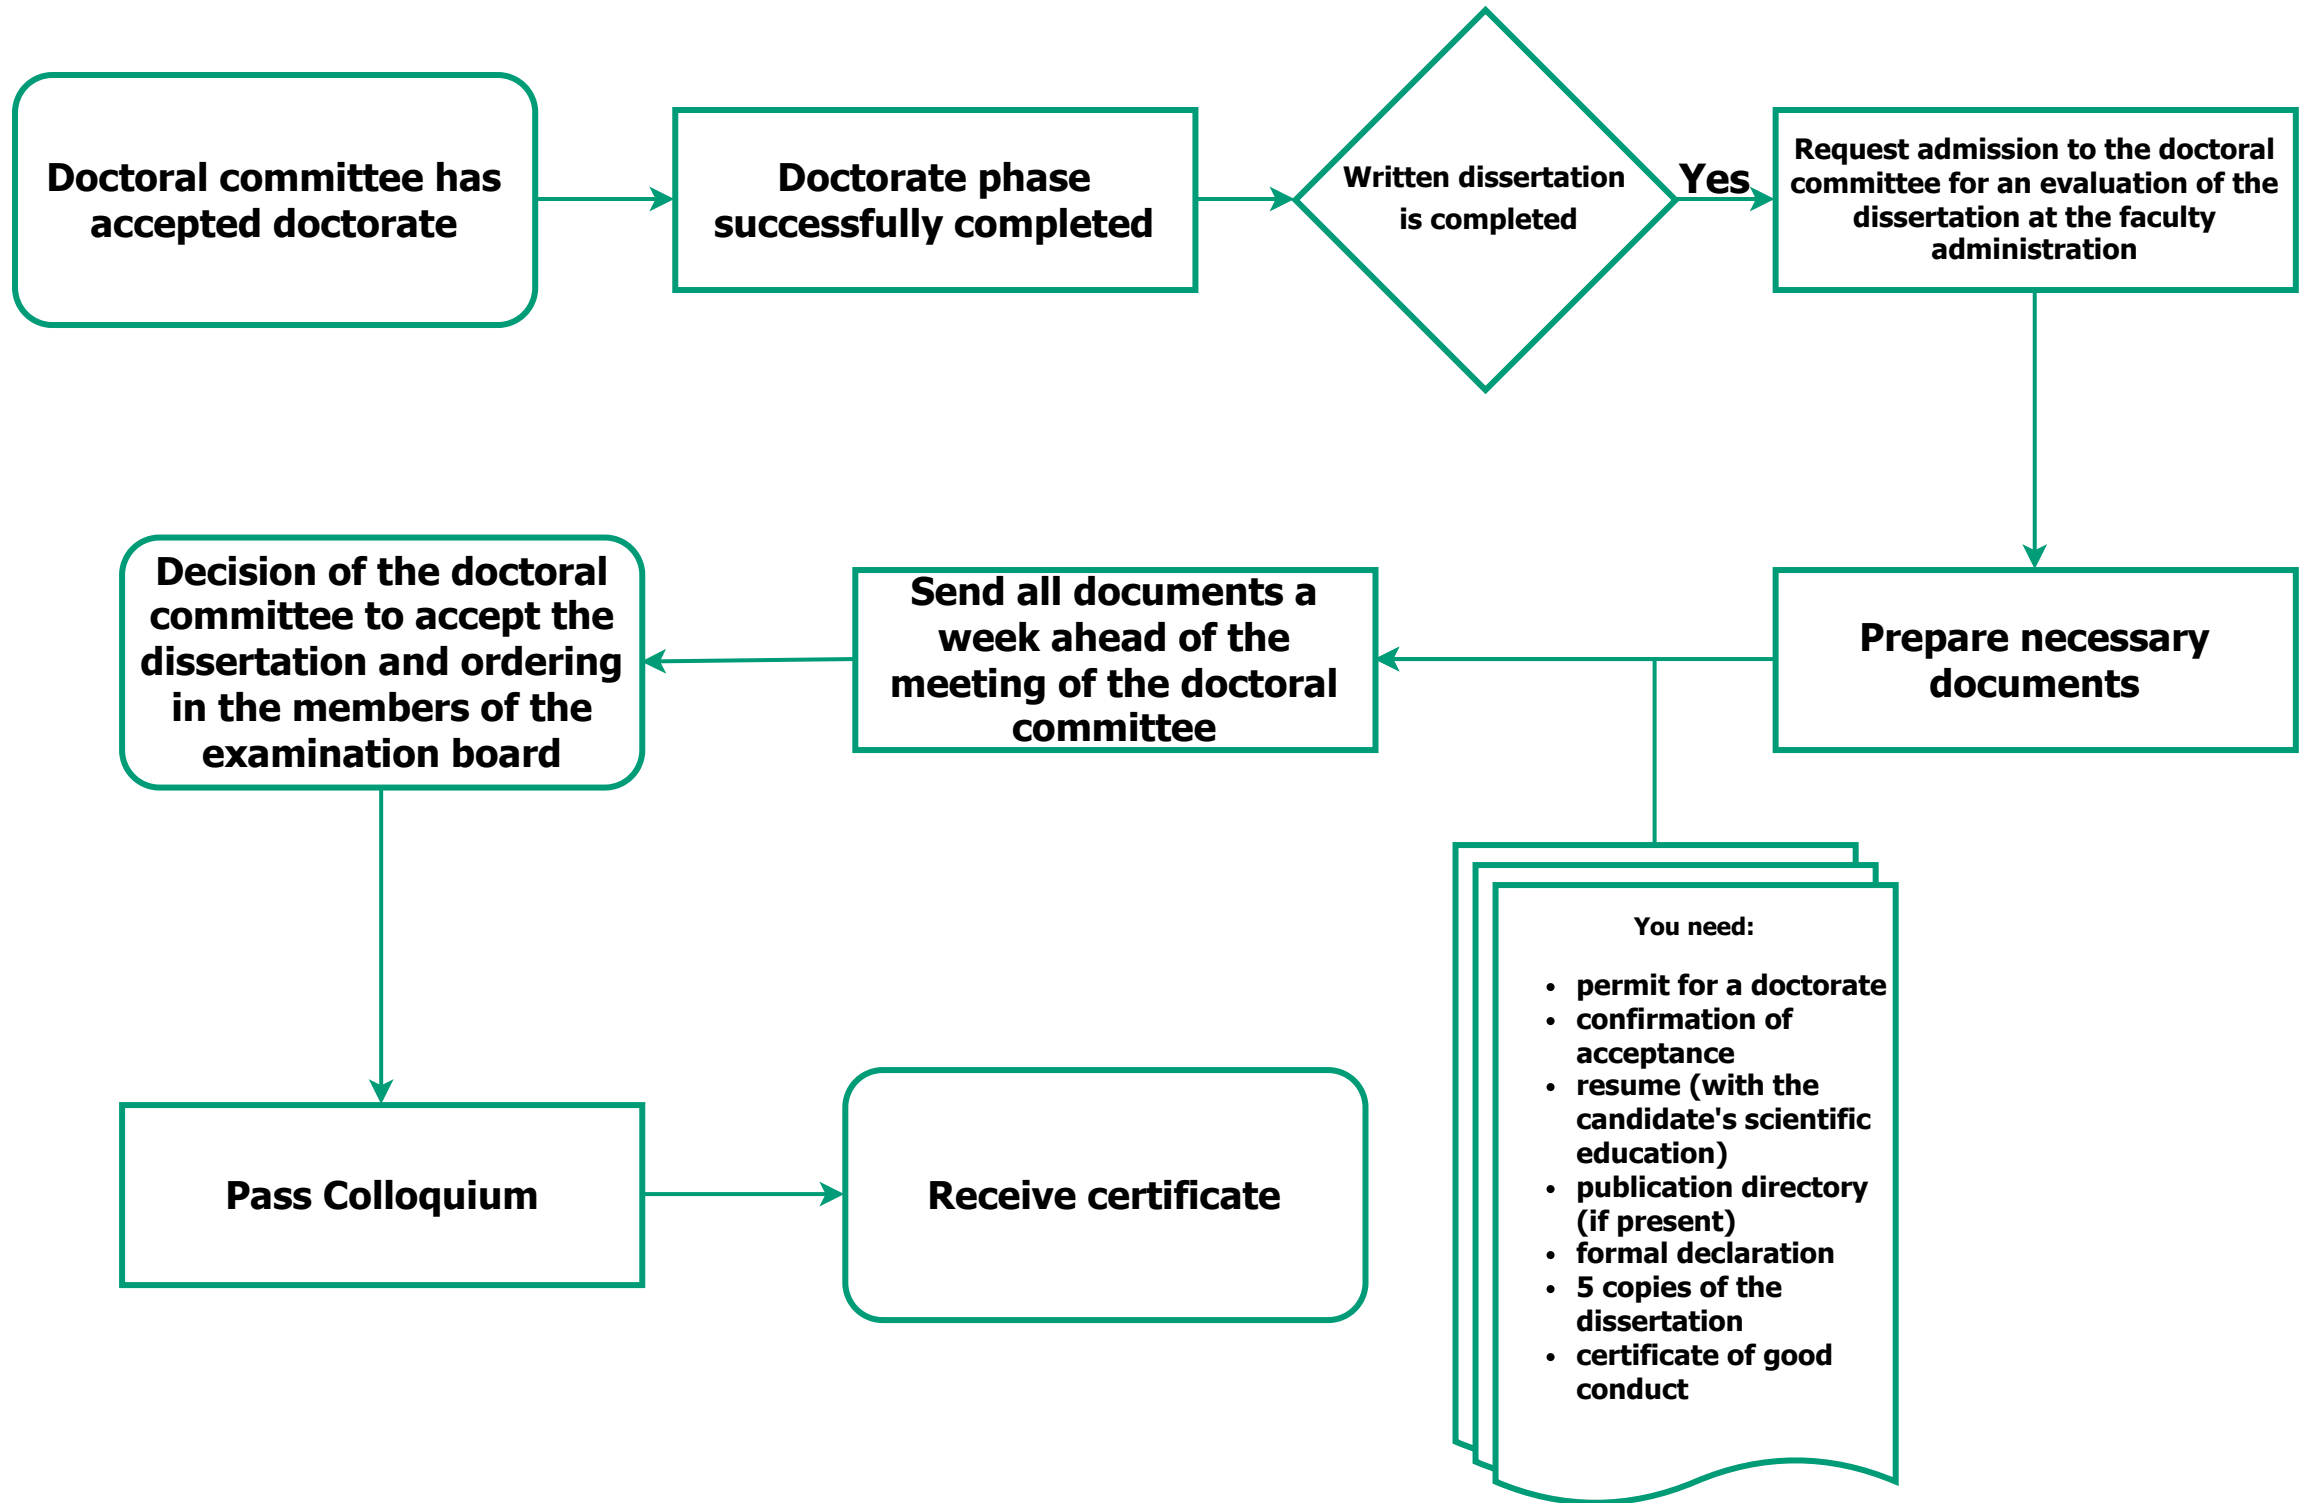 Doctoral committee has
accepted doctorate
Doctorate phase
successfully completed
Written dissertation
is completed
Yes
Request admission to the doctoral
committee for an evaluation of the
dissertation at the faculty
administration
Decision of the doctoral
committee to accept the
dissertation and ordering
in the members of the
examination board
Send all documents a
week ahead of the
meeting of the doctoral
committee
Prepare necessary
documents
You need:
• permit for a doctorate
• confirmation of
acceptance
• resume (with the
candidate's scientific
education)
• publication directory
(if present)
• formal declaration
• 5 copies of the
dissertation
• certificate of good
conduct
Pass Colloquium
Receive certificate